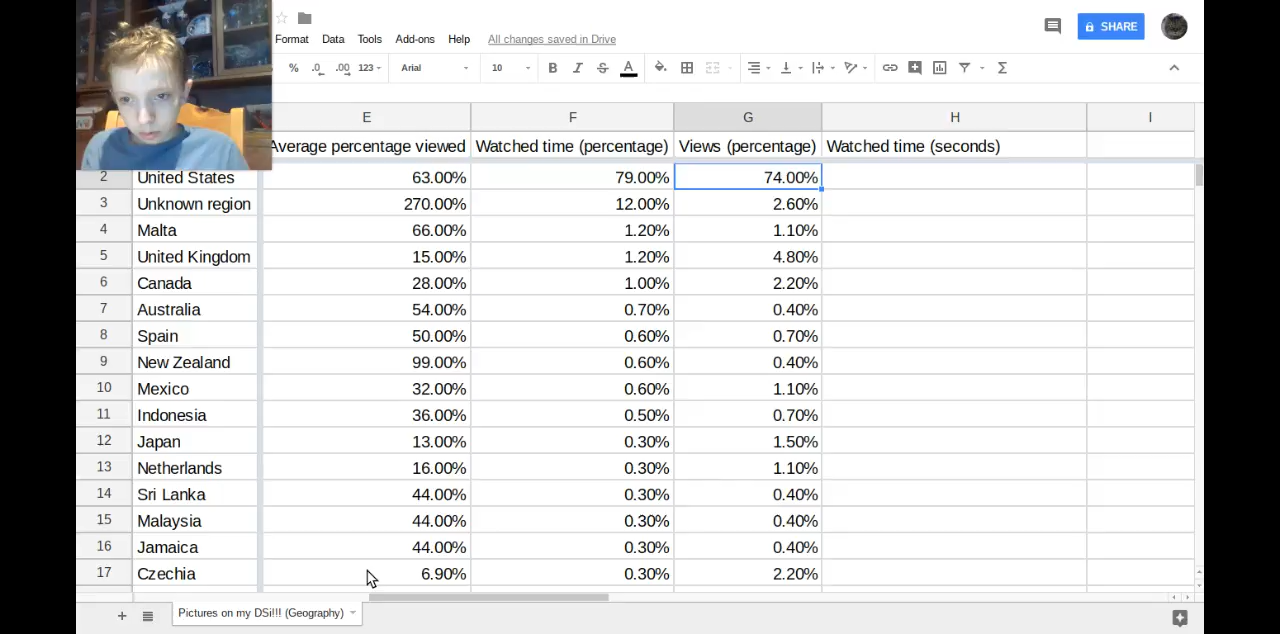 Format Data Tools Help All changes saved in Drive SHARE
% .0 .00 123 Arial 10 B I S A Σ
E F G H I
Average percentage viewed Watched time (percentage) Views (percentage) Watched time (seconds)
2 United States 63.00% 79.00% 74.00%
3 Unknown region 270.00% 12.00% 2.60%
4 Malta 66.00% 1.20% 1.10%
5 United Kingdom 15.00% 1.20% 4.80%
6 Canada 28.00% 1.00% 2.20%
7 Australia 54.00% 0.70% 0.40%
8 Spain 50.00% 0.60% 0.70%
9 New Zealand 99.00% 0.60% 0.40%
10 Mexico 32.00% 0.60% 1.10%
11 Indonesia 36.00% 0.50% 0.70%
12 Japan 13.00% 0.30% 1.50%
13 Netherlands 16.00% 0.30% 1.10%
14 Sri Lanka 44.00% 0.30% 0.40%
15 Malaysia 44.00% 0.30% 0.40%
16 Jamaica 44.00% 0.30% 0.40%
17 Czechia 6.90% 0.30% 2.20%
+ Pictures on my DSi!!! (Geography)